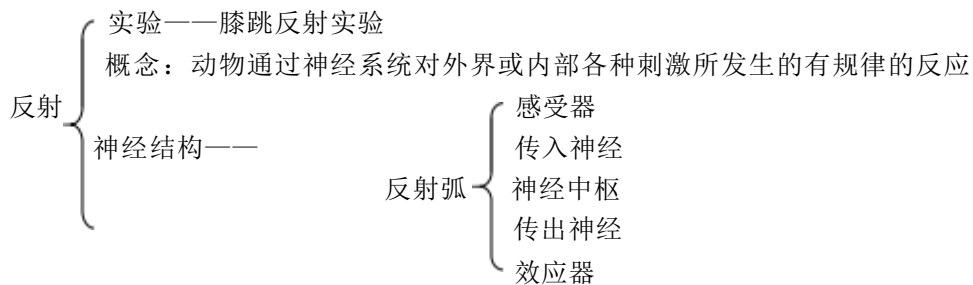 实验——膝跳反射实验
概念：动物通过神经系统对外界或内部各种刺激所发生的有规律的反应
反射
感受器
神经结构——
传入神经
反射弧
神经中枢
传出神经
效应器